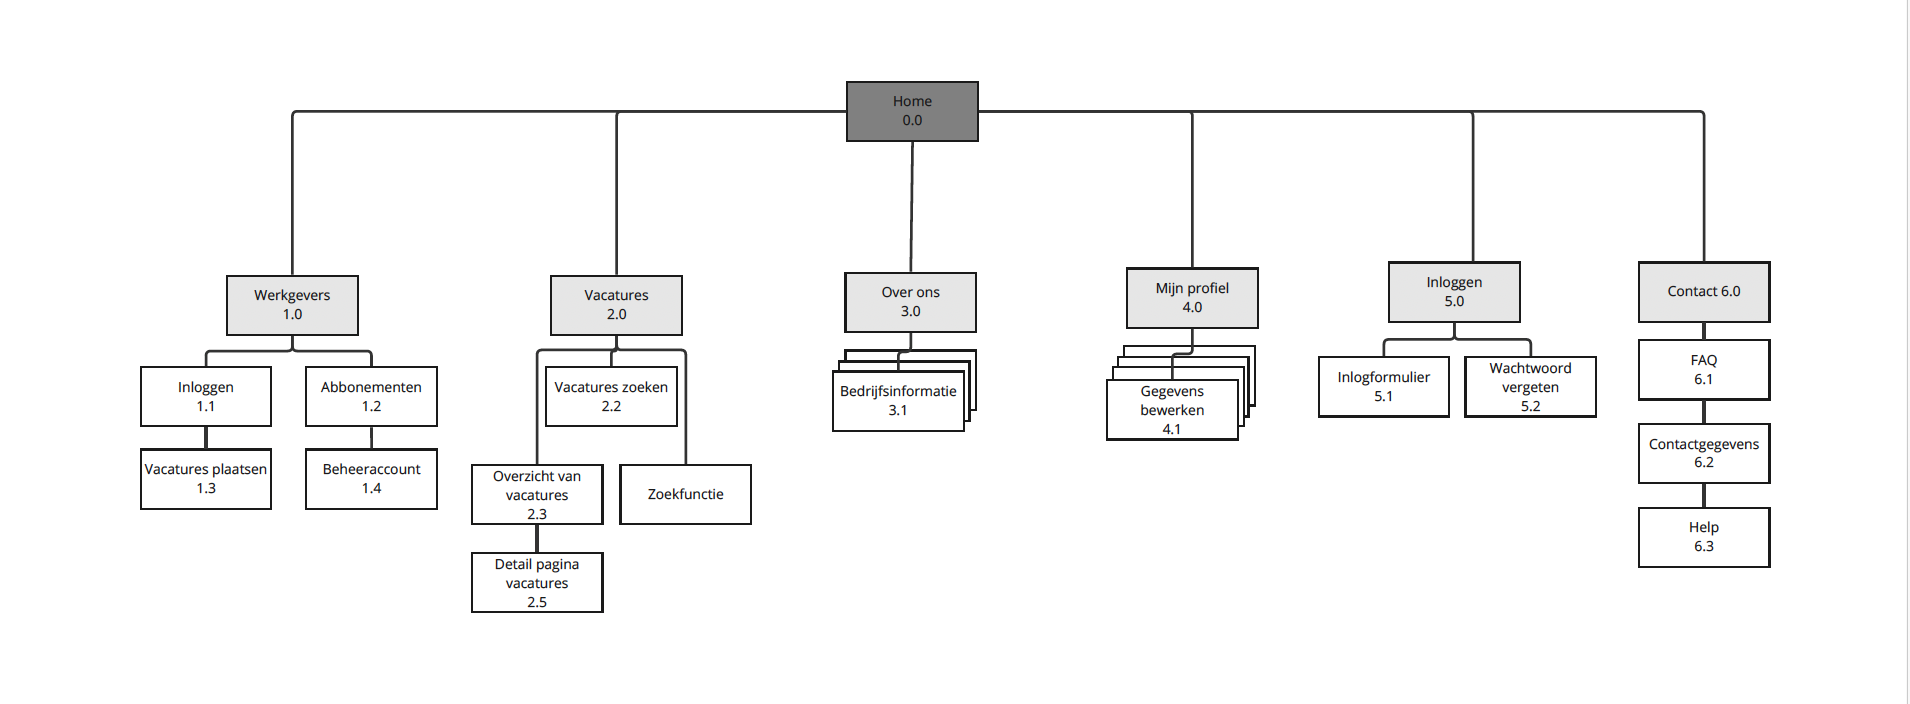 Home
0.0
Werkgevers
1.0
Vacatures
2.0
Over ons
3.0
Mijn profiel
4.0
Inloggen
5.0
Contact 6.0
Inloggen
1.1
Abbonementen
1.2
Vacatures plaatsen
1.3
Beheeraccount
1.4
Vacatures zoeken
2.2
Overzicht van
vacatures
2.3
Zoekfunctie
Detail pagina
vacatures
2.5
Bedrijfsinformatie
3.1
Gegevens
bewerken
4.1
Inlogformulier
5.1
Wachtwoord
vergeten
5.2
FAQ
6.1
Contactgegevens
6.2
Help
6.3